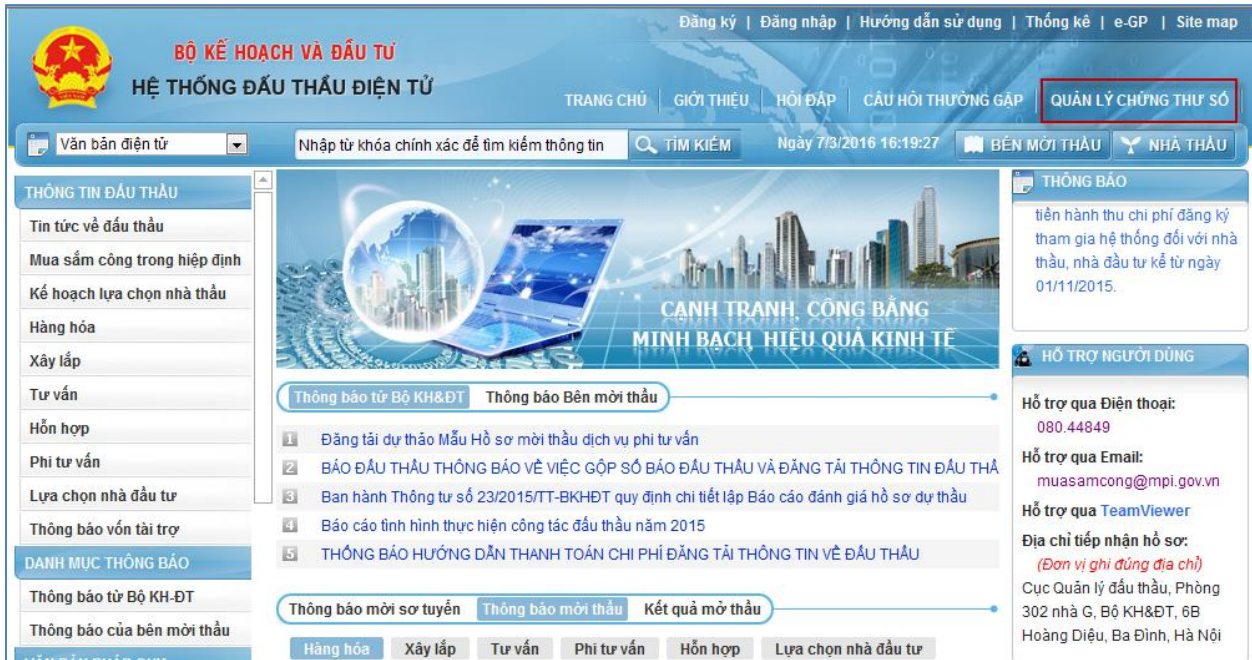 Đăng ký | Đăng nhập | Hướng dẫn sử dụng | Thống kê | e-GP | Site map
BỘ KẾ HOẠCH VÀ ĐẦU TƯ
HỆ THỐNG ĐẤU THẦU ĐIỆN TỬ
TRANG CHỦ | GIỚI THIỆU | HỎI ĐÁP | CÂU HỎI THƯỜNG GẶP | QUẢN LÝ CHỨNG THƯ SỐ
Văn bản điện tử
Nhập từ khóa chính xác để tìm kiếm thông tin
TÌM KIẾM
Ngày 7/3/2016 16:19:27
BÊN MỜI THẦU
NHÀ THẦU
THÔNG TIN ĐẤU THẦU
Tin tức về đấu thầu
Mua sắm công trong hiệp định
Kế hoạch lựa chọn nhà thầu
Hàng hóa
Xây lắp
Tư vấn
Hỗn hợp
Phi tư vấn
Lựa chọn nhà đầu tư
Thông báo vốn tài trợ
DANH MỤC THÔNG BÁO
Thông báo từ Bộ KH-ĐT
Thông báo của bên mời thầu
CẠNH TRANH, CÔNG BẰNG
MINH BẠCH HIỆU QUẢ KINH TẾ
Thông báo từ Bộ KH&ĐT
Thông báo Bên mời thầu
1 Đăng tải dự thảo Mẫu Hồ sơ mời thầu dịch vụ phi tư vấn
2 BÁO ĐẤU THẦU THÔNG BÁO VỀ VIỆC GỘP SỐ BÁO ĐẤU THẦU VÀ ĐĂNG TẢI THÔNG TIN ĐẤU THẦ
3 Ban hành Thông tư số 23/2015/TT-BKHĐT quy định chi tiết lập Báo cáo đánh giá hồ sơ dự thầu
4 Báo cáo tình hình thực hiện công tác đấu thầu năm 2015
5 THÔNG BÁO HƯỚNG DẪN THANH TOÁN CHI PHÍ ĐĂNG TẢI THÔNG TIN VỀ ĐẤU THẦU
Thông báo mời sơ tuyển
Thông báo mời thầu
Kết quả mở thầu
Hàng hóa
Xây lắp
Tư vấn
Phi tư vấn
Hỗn hợp
Lựa chọn nhà đầu tư
THÔNG BÁO
tiến hành thu chi phí đăng ký
tham gia hệ thống đối với nhà
thầu, nhà đầu tư kể từ ngày
01/11/2015.
HỖ TRỢ NGƯỜI DÙNG
Hỗ trợ qua Điện thoại:
080.44849
Hỗ trợ qua Email:
muasamcong@mpi.gov.vn
Hỗ trợ qua TeamViewer
Địa chỉ tiếp nhận hồ sơ:
(Đơn vị ghi đúng địa chỉ)
Cục Quản lý đấu thầu, Phòng
302 nhà G, Bộ KH&ĐT, 6B
Hoàng Diệu, Ba Đình, Hà Nội